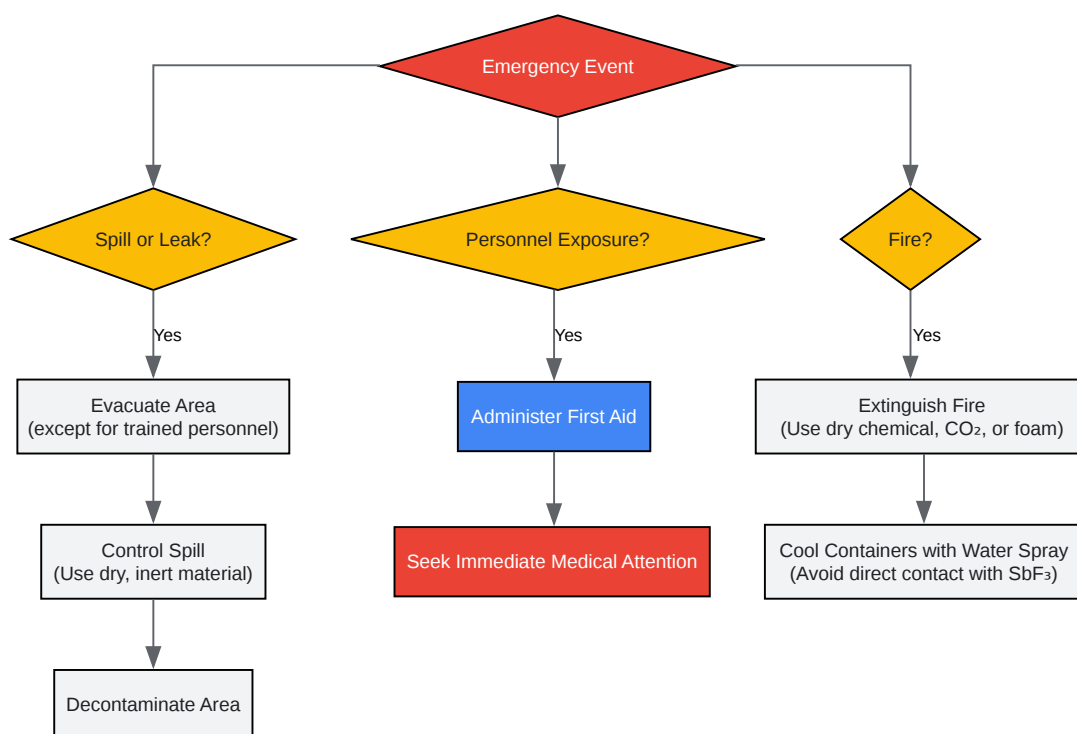 Emergency Event
Spill or Leak?
Personnel Exposure?
Fire?
Yes
Yes
Yes
Evacuate Area
(except for trained personnel)
Administer First Aid
Extinguish Fire
(Use dry chemical, CO₂, or foam)
Control Spill
(Use dry, inert material)
Seek Immediate Medical Attention
Cool Containers with Water Spray
(Avoid direct contact with SbF₃)
Decontaminate Area